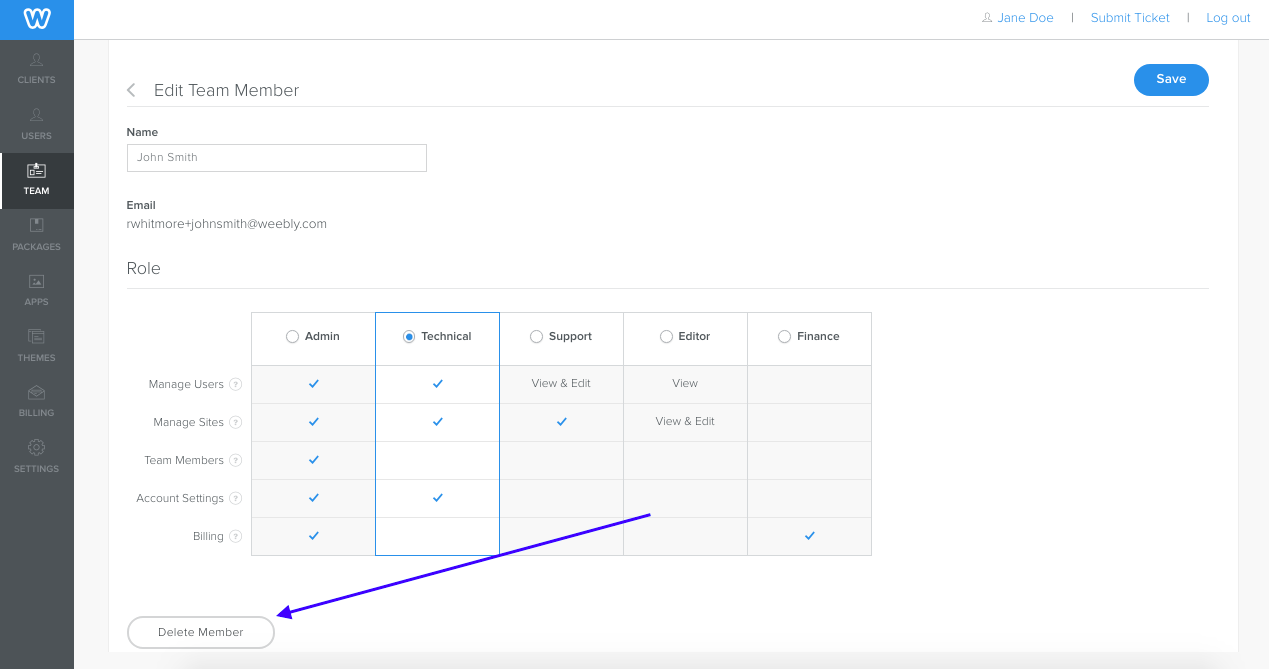 Jane Doe | Submit Ticket | Log out
CLIENTS
USERS
TEAM
PACKAGES
APPS
THEMES
BILLING
SETTINGS
Edit Team Member
Save
Name
John Smith
Email
rwhitmore+johnsmith@weebly.com
Role
Admin Technical Support Editor Finance
Manage Users ? View & Edit View
Manage Sites ? View & Edit
Team Members ?
Account Settings ?
Billing ?
Delete Member